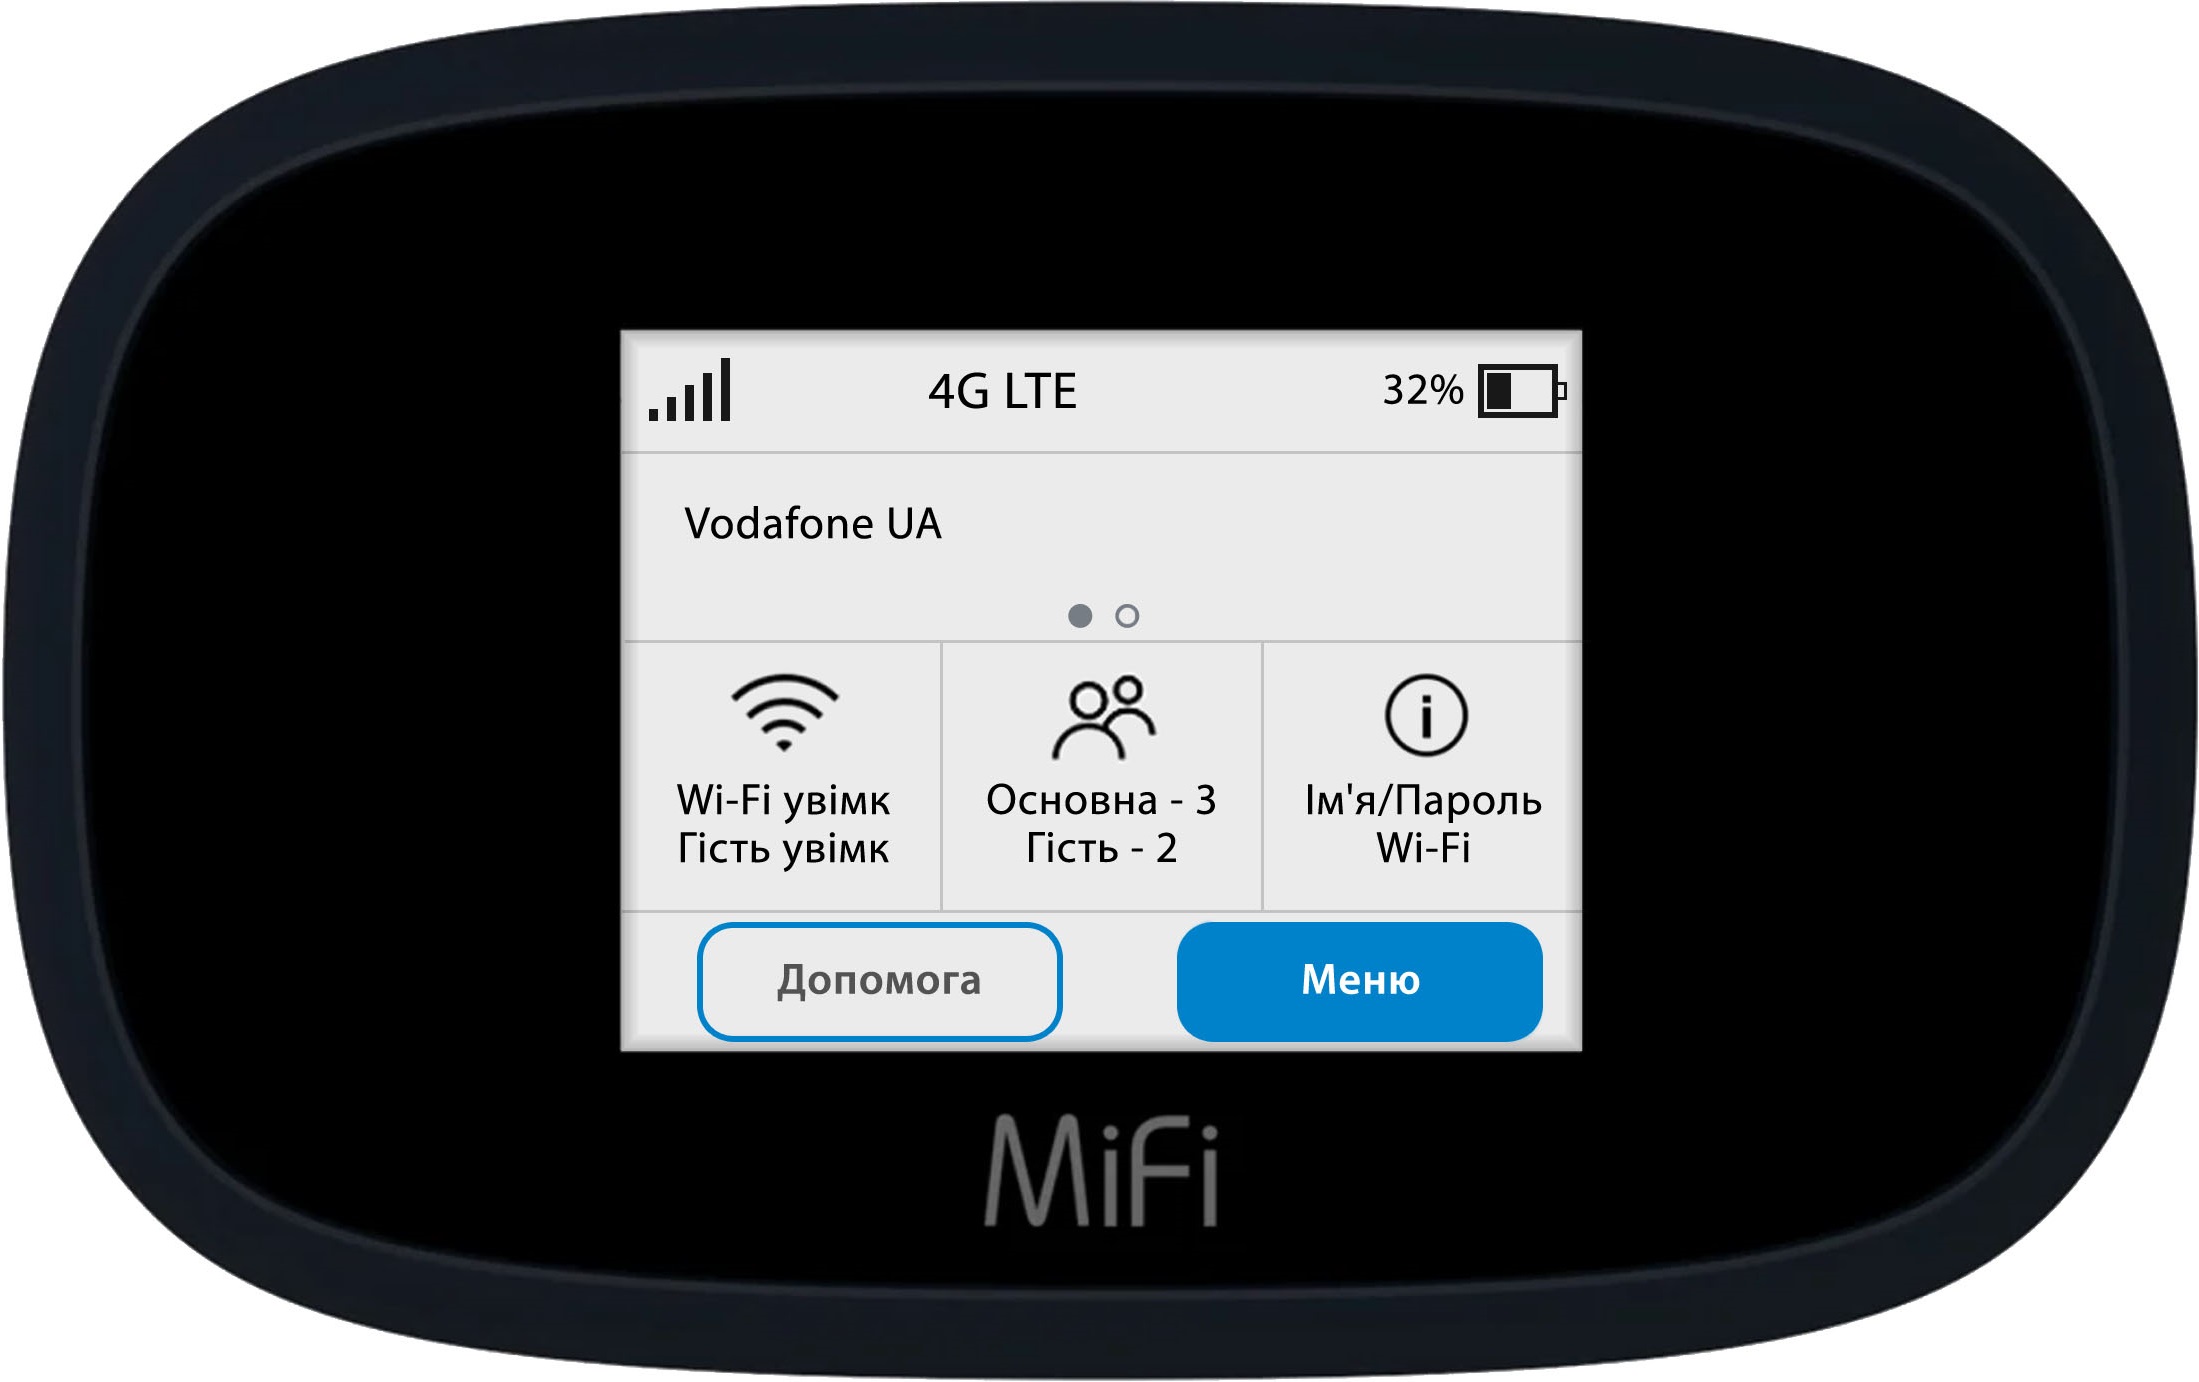 4G LTE
32%
Vodafone UA
Wi-Fi увімк
Гість увімк
Основна - 3
Гість - 2
Ім'я/Пароль
Wi-Fi
Допомога
Меню
MiFi